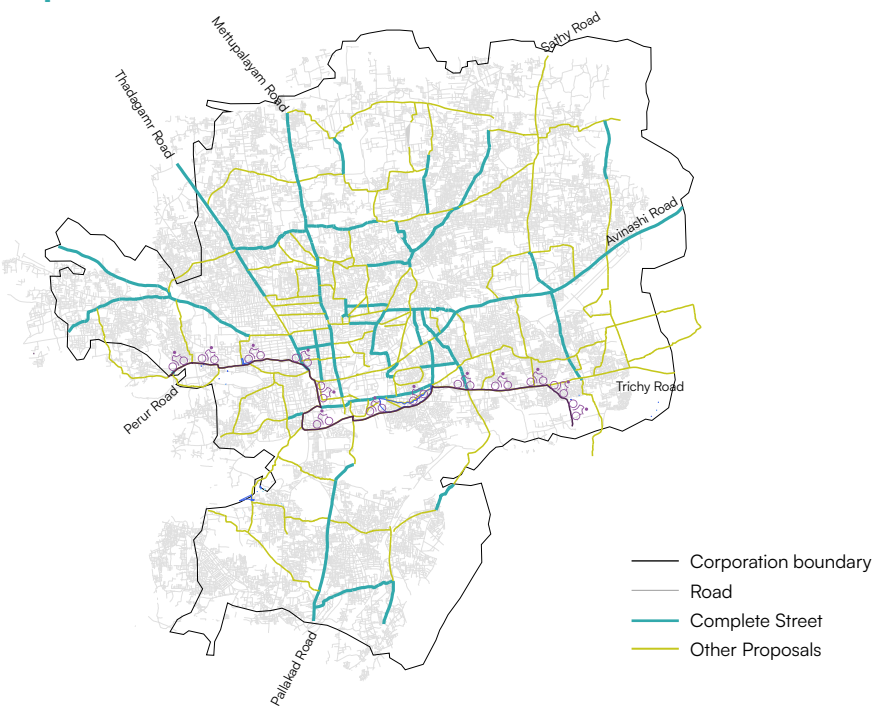 Sathy Road
Mettupalayam Road
Thadagamr Road
Avinashi Road
Perur Road
Trichy Road
Pallakad Road
Corporation boundary
Road
Complete Street
Other Proposals